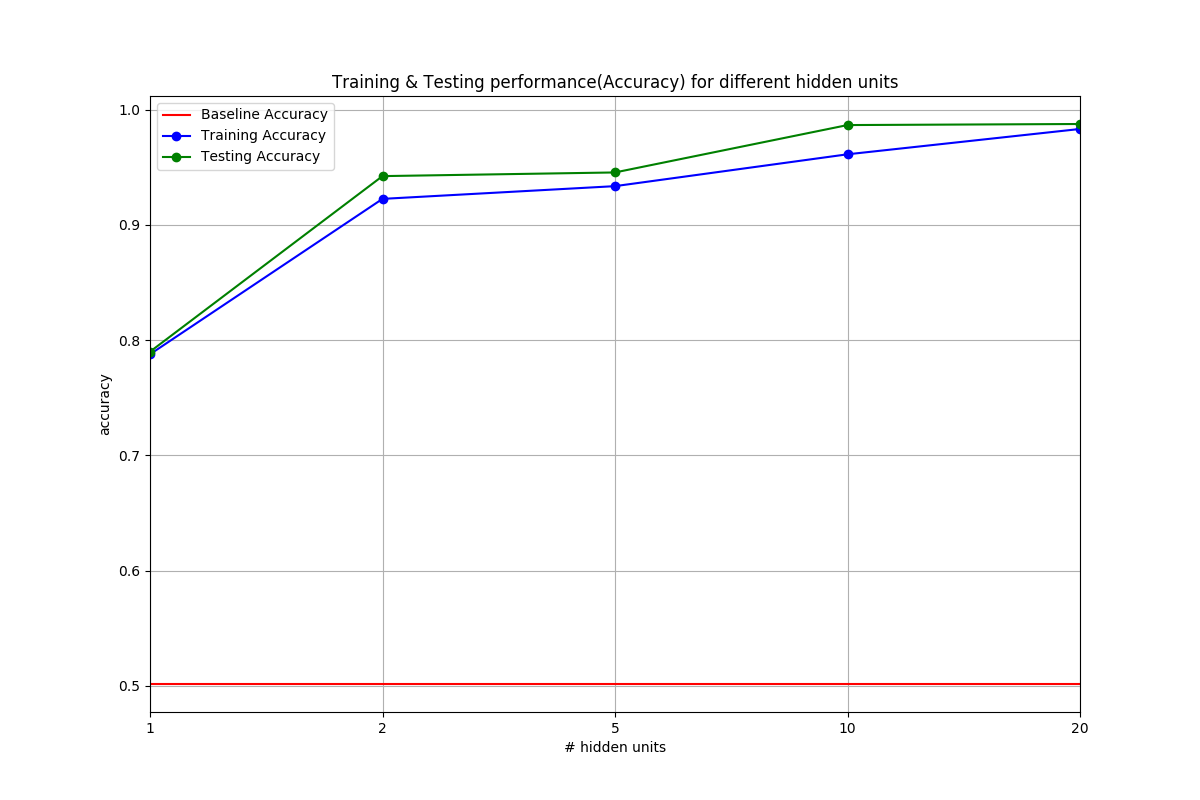 Training & Testing performance(Accuracy) for different hidden units
Baseline Accuracy
Training Accuracy
Testing Accuracy
1.0
0.9
0.8
0.7
0.6
0.5
accuracy
1 2 5 10 20
# hidden units